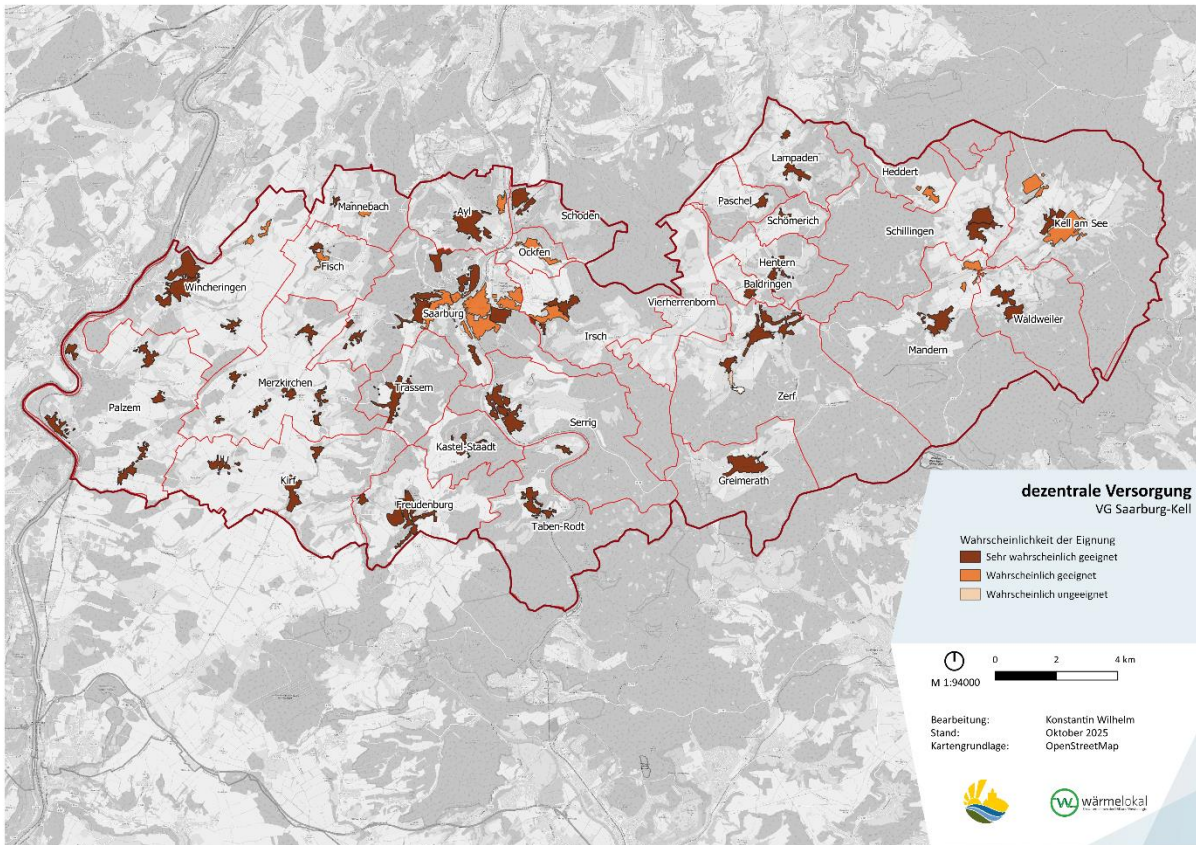 Lampaden
Heddert
Mannebach
Paschel
Schömerich
Ayl
Schoden
Kell am See
Schillingen
Ockfen
Fisch
Hentern
Baldringen
Wincheringen
Vierherrenborn
Saarburg
Waldweiler
Irsch
Mandern
Merzkirchen
Trassem
Zerf
Palzem
Serrig
Kastel-Staadt
Kirf
Greimerath
Freudenburg
Taben-Rodt
dezentrale Versorgung
VG Saarburg-Kell
Wahrscheinlichkeit der Eignung
Sehr wahrscheinlich geeignet
Wahrscheinlich geeignet
Wahrscheinlich ungeeignet
0 2 4 km
M 1:94000
Bearbeitung: Konstantin Wilhelm
Stand: Oktober 2025
Kartengrundlage: OpenStreetMap
wärmelokal